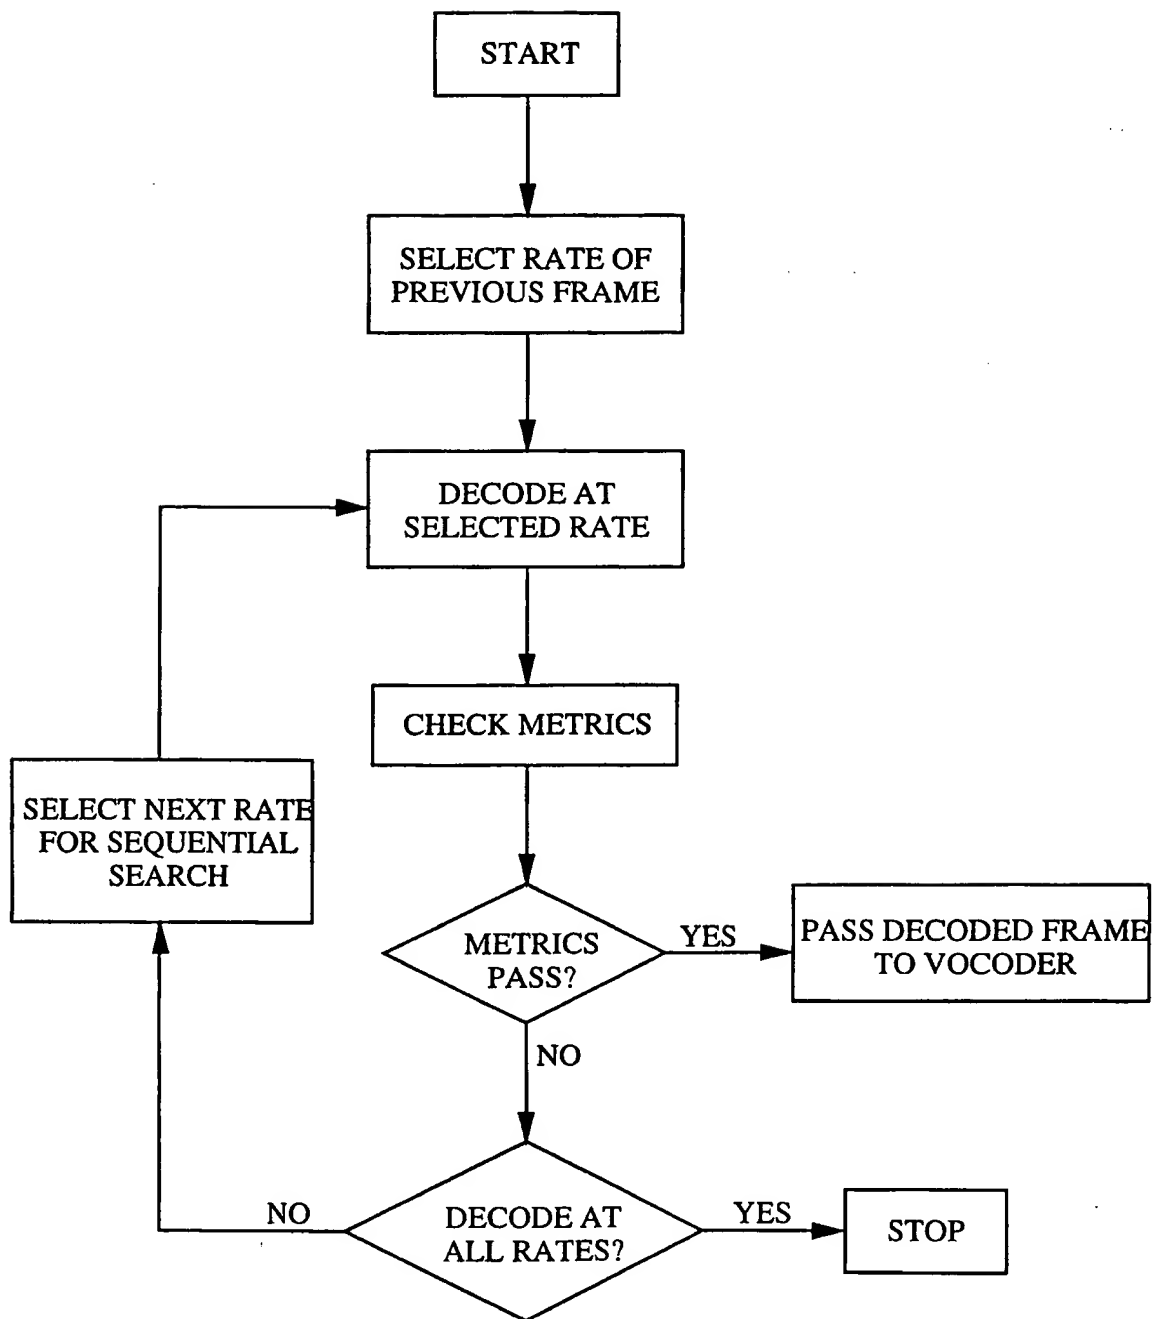 START
SELECT RATE OF
PREVIOUS FRAME
DECODE AT
SELECTED RATE
CHECK METRICS
SELECT NEXT RATE
FOR SEQUENTIAL
SEARCH
METRICS
PASS?
YES
PASS DECODED FRAME
TO VOCODER
NO
DECODE AT
ALL RATES?
NO
YES
STOP